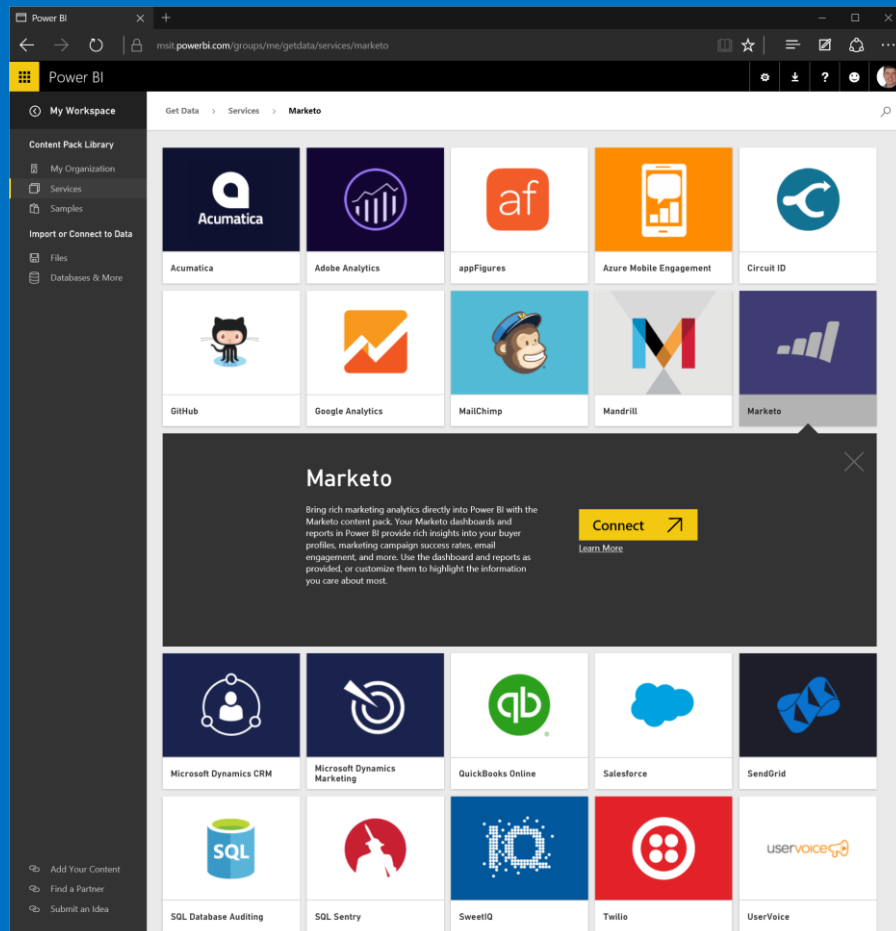 Power BI
msit.powerbi.com/groups/me/getdata/services/marketo
Power BI
?
My Workspace
Get Data > Services > Marketo
Content Pack Library
My Organization
Services
Samples
Import or Connect to Data
Files
Databases & More
Acumatica
af
Acumatica
Adobe Analytics
appFigures
Azure Mobile Engagement
Circuit ID
M
GitHub
Google Analytics
MailChimp
Mandrill
Marketo
Marketo
Bring rich marketing analytics directly into Power BI with the
Marketo content pack. Your Marketo dashboards and
reports in Power BI provide rich insights into your buyer
profiles, marketing campaign success rates, email
engagement, and more. Use the dashboard and reports as
provided, or customize them to highlight the information
you care about most.
Connect
Learn More
qb
Microsoft Dynamics CRM
Microsoft Dynamics
Marketing
QuickBooks Online
Salesforce
SendGrid
SQL
IQ
uservoice
SQL Database Auditing
SQL Sentry
SweetIQ
Twilio
UserVoice
Add Your Content
Find a Partner
Submit an Idea